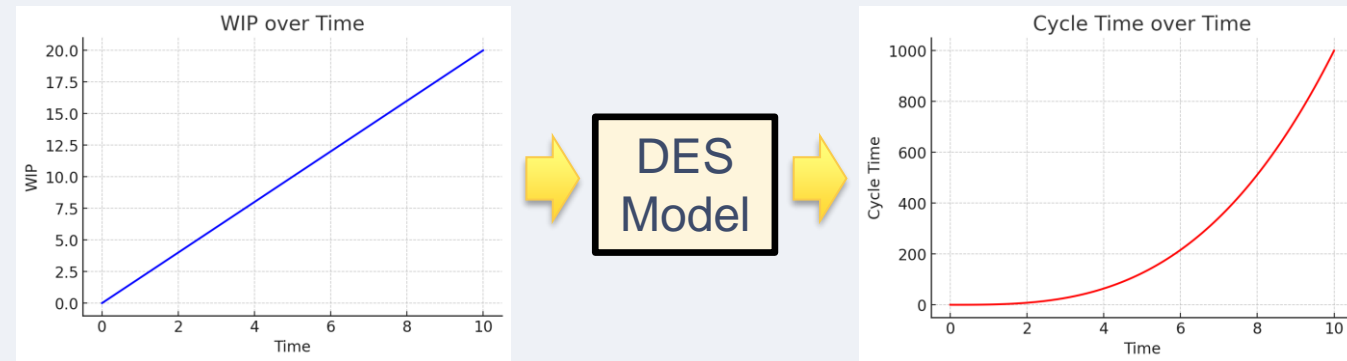 WIP over Time
20.0
17.5
15.0
12.5
10.0
7.5
5.0
2.5
0.0
WIP
0 2 4 6 8 10
Time
DES
Model
Cycle Time over Time
1000
800
600
400
200
0
Cycle Time
0 2 4 6 8 10
Time